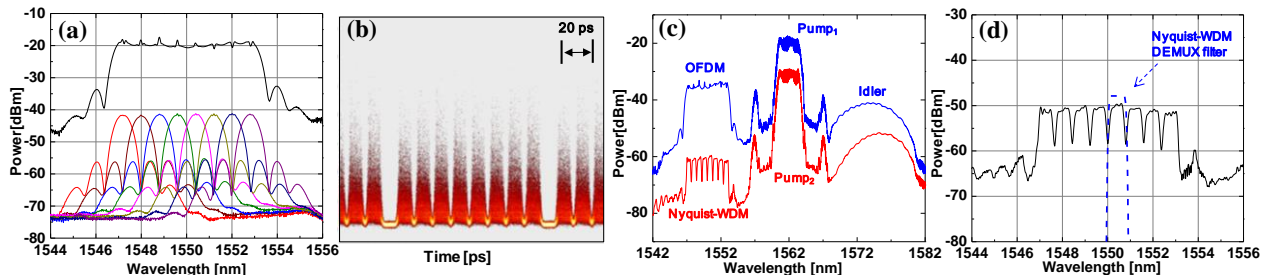 -10
-20
-30
-40
-50
-60
-70
-80
Power[dBm]
(a)
1544 1546 1548 1550 1552 1554 1556
Wavelength [nm]
(b)
20 ps
Time [ps]
-20
-40
-60
-80
Power[dBm]
(c)
Pump1
OFDM
Idler
Pump2
Nyquist-WDM
1542 1552 1562 1572 1582
Wavelength [nm]
-30
-40
-50
-60
-70
-80
Power[dBm]
(d)
Nyquist-WDM
DEMUX filter
1544 1546 1548 1550 1552 1554 1556
Wavelength [nm]